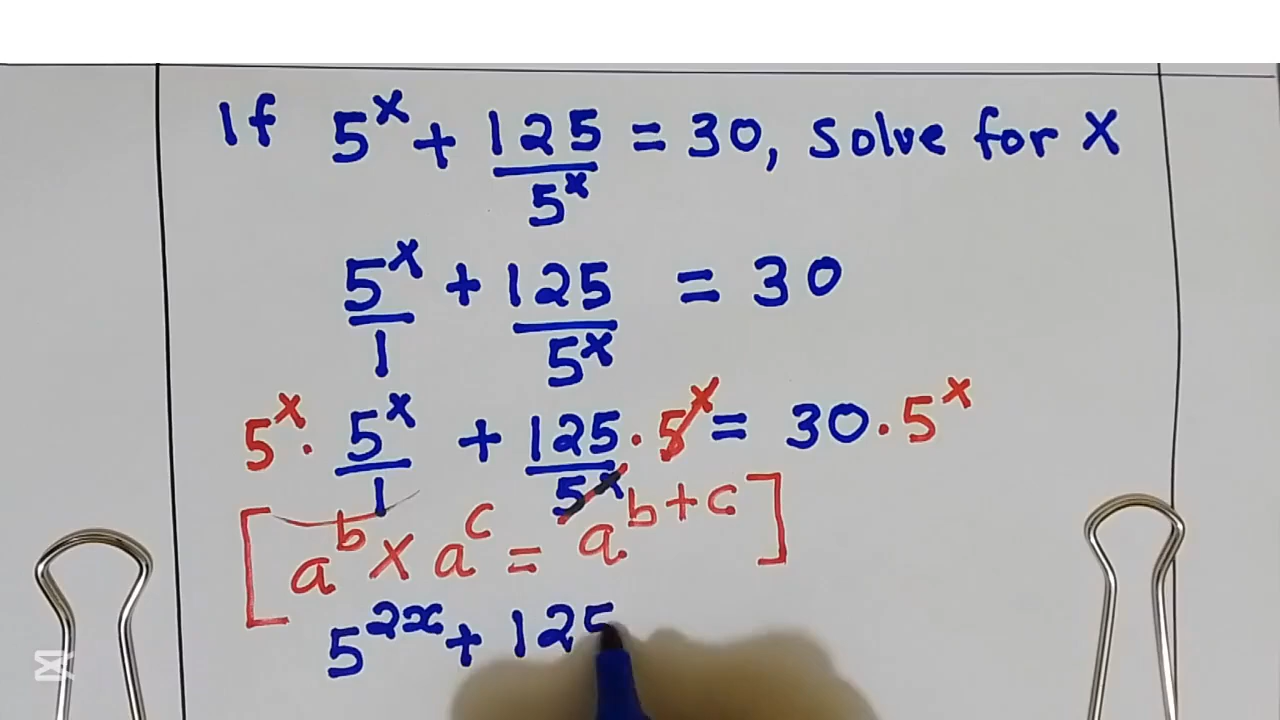 If 5^x + 125/5^x = 30, Solve for X
5^x/1 + 125/5^x = 30
5^x · 5^x/1 + 125/5^x · 5^x = 30 · 5^x
[a^b × a^c = a^(b+c)]
5^(2x) + 125